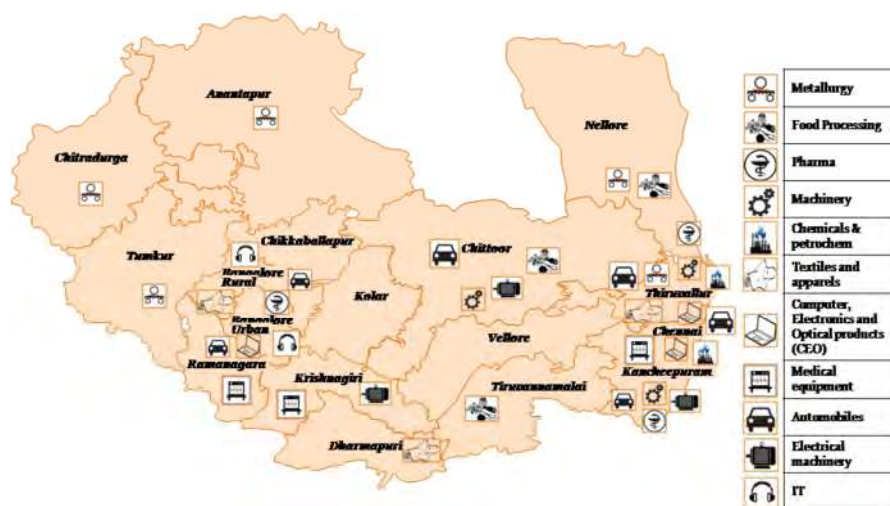 Anantapur
Nellore
Chitradurga
Chikkaballapur
Chittoor
Tumkur
Bangalore
Rural
Kolar
Thiruvallur
Bangalore
Urban
Vellore
Chennai
Ramanagara
Krishnagiri
Kancheepuram
Tiruvannamalai
Dharmapuri
Metallurgy
Food Processing
Pharma
Machinery
Chemicals &
petrochem
Textiles and
apparels
Computer,
Electronics and
Optical products
(CEO)
Medical
equipment
Automobiles
Electrical
machinery
IT